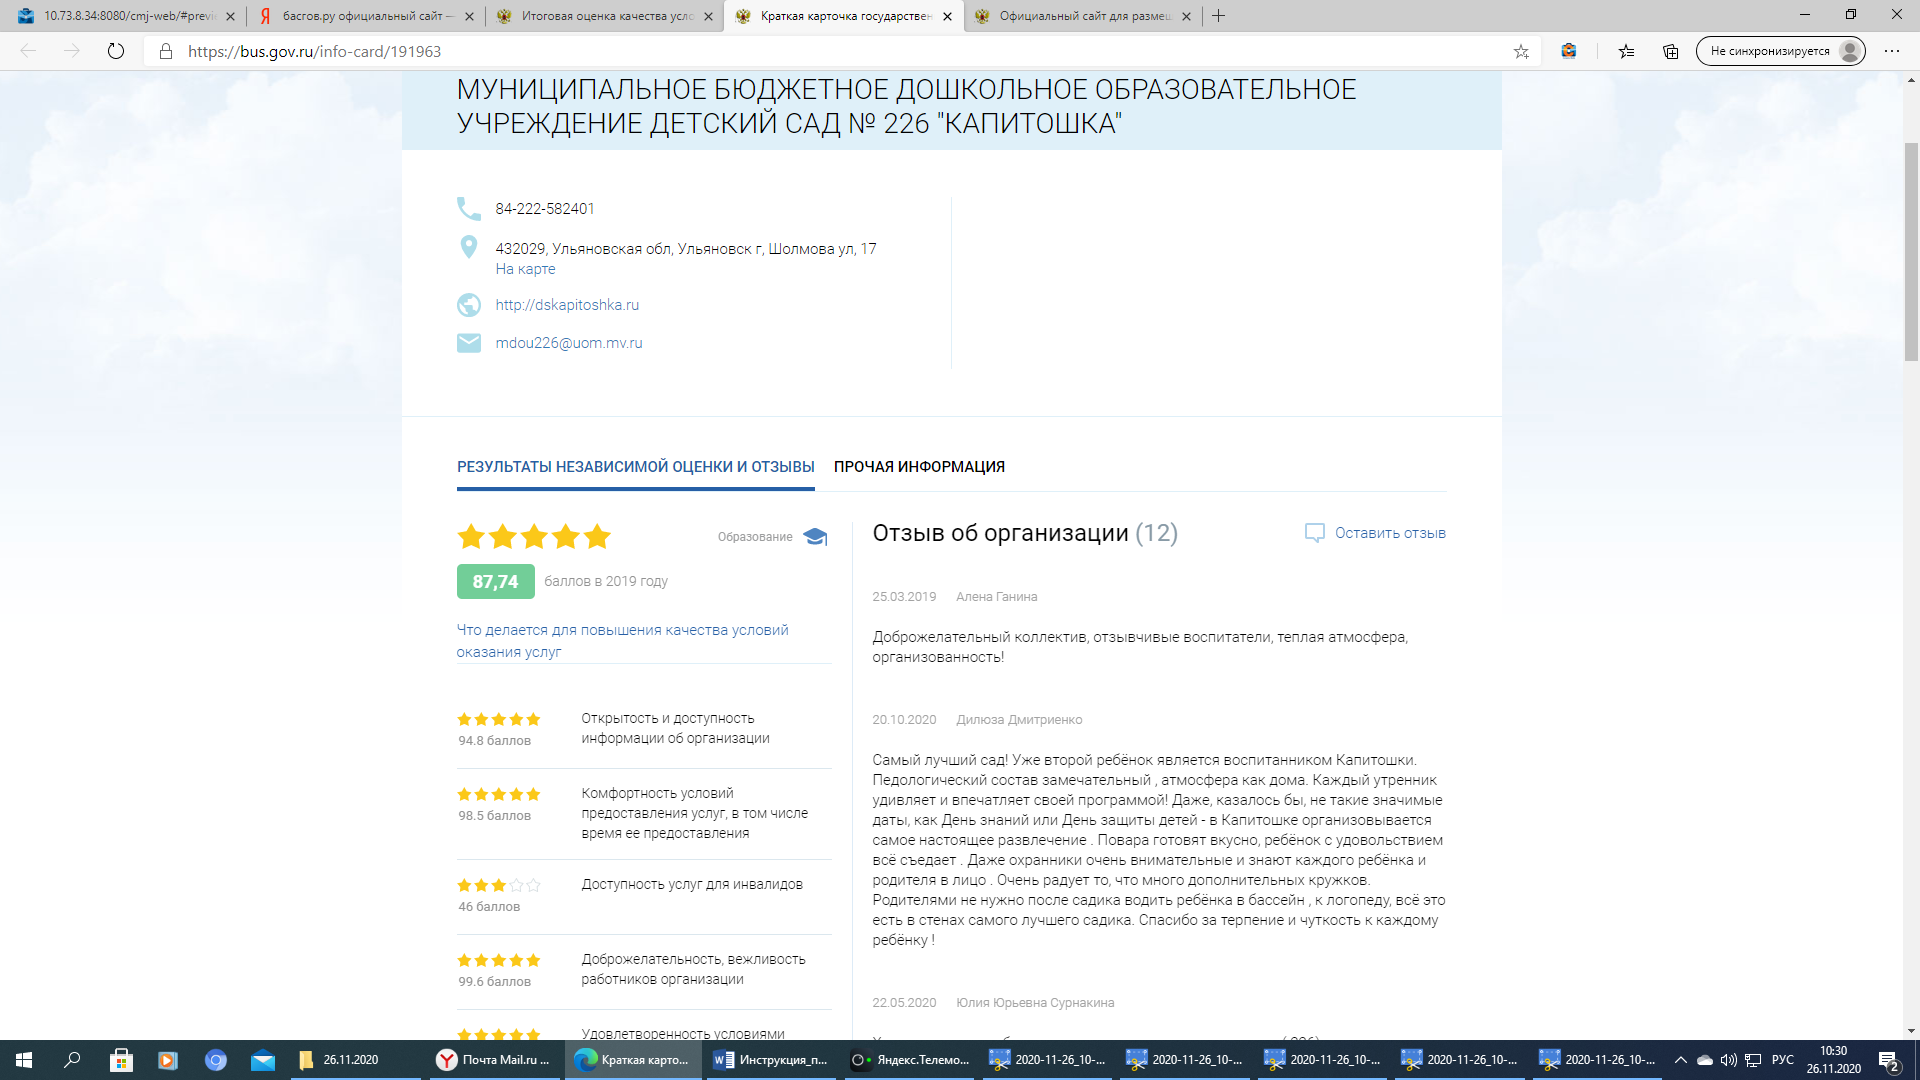 10.73.8.34:8080/cmj-web/#previ
басгов.ру официальный сайт —
Итоговая оценка качества усло
Краткая карточка государствен
Официальный сайт для размещ
https://bus.gov.ru/info-card/191963
Не синхронизируется
МУНИЦИПАЛЬНОЕ БЮДЖЕТНОЕ ДОШКОЛЬНОЕ ОБРАЗОВАТЕЛЬНОЕ
УЧРЕЖДЕНИЕ ДЕТСКИЙ САД № 226 "КАПИТОШКА"
84-222-582401
432029, Ульяновская обл, Ульяновск г, Шолмова ул, 17
На карте
http://dskapitoshka.ru
mdou226@uom.mv.ru
РЕЗУЛЬТАТЫ НЕЗАВИСИМОЙ ОЦЕНКИ И ОТЗЫВЫ
ПРОЧАЯ ИНФОРМАЦИЯ
Образование
87,74 баллов в 2019 году
Что делается для повышения качества условий
оказания услуг
94.8 баллов
Открытость и доступность
информации об организации
98.5 баллов
Комфортность условий
предоставления услуг, в том числе
время ее предоставления
46 баллов
Доступность услуг для инвалидов
99.6 баллов
Доброжелательность, вежливость
работников организации
Удовлетворенность условиями
Отзыв об организации (12)
Оставить отзыв
25.03.2019 Алена Ганина
Доброжелательный коллектив, отзывчивые воспитатели, теплая атмосфера,
организованность!
20.10.2020 Дилюза Дмитриенко
Самый лучший сад! Уже второй ребёнок является воспитанником Капитошки.
Педологический состав замечательный , атмосфера как дома. Каждый утренник
удивляет и впечатляет своей программой! Даже, казалось бы, не такие значимые
даты, как День знаний или День защиты детей - в Капитошке организовывается
самое настоящее развлечение . Повара готовят вкусно, ребёнок с удовольствием
всё съедает . Даже охранники очень внимательные и знают каждого ребёнка и
родителя в лицо . Очень радует то, что много дополнительных кружков.
Родителями не нужно после садика водить ребёнка в бассейн , к логопеду, всё это
есть в стенах самого лучшего садика. Спасибо за терпение и чуткость к каждому
ребёнку !
22.05.2020 Юлия Юрьевна Сурнакина
26.11.2020
Почта Mail.ru ...
Краткая карто...
Инструкция_п...
Яндекс.Телемо...
2020-11-26_10-...
2020-11-26_10-...
2020-11-26_10-...
2020-11-26_10-...
2020-11-26_10-...
РУС
10:30
26.11.2020
2